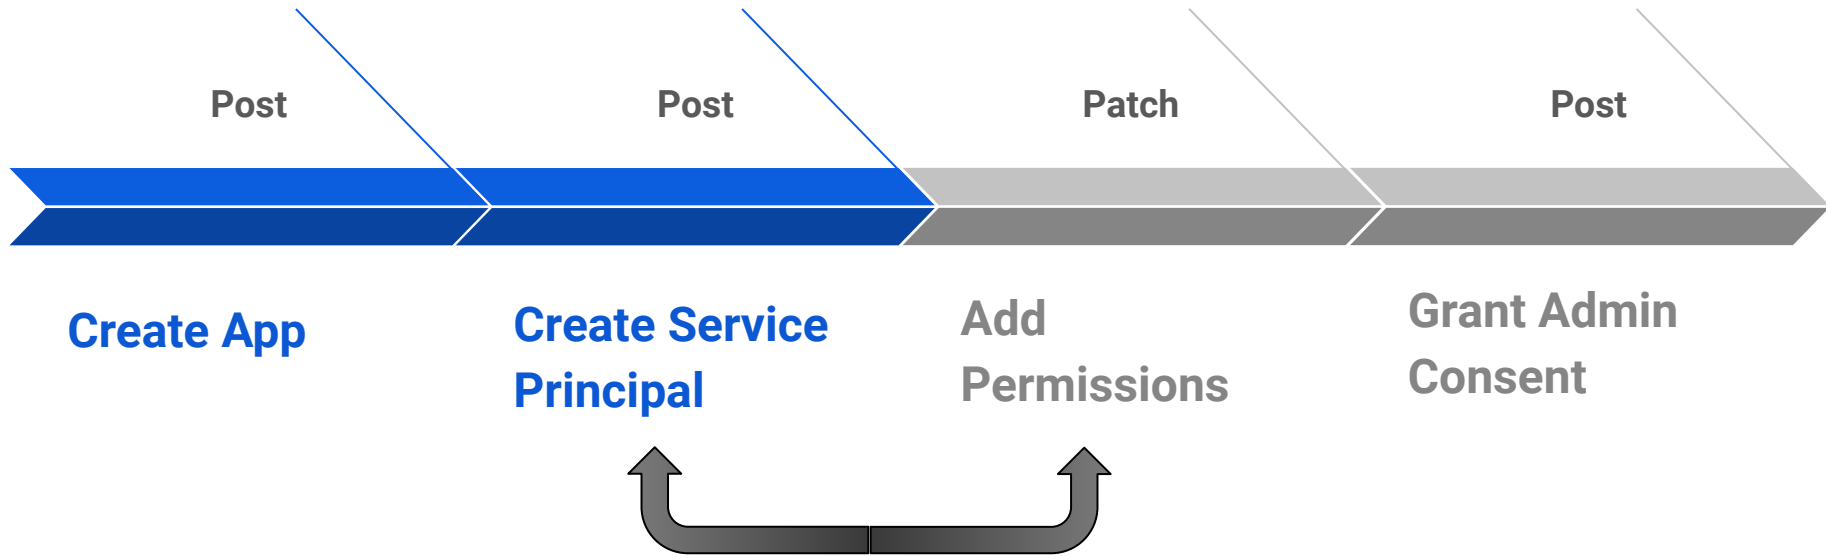 Post
Post
Patch
Post
Create App
Create Service
Principal
Add
Permissions
Grant Admin
Consent